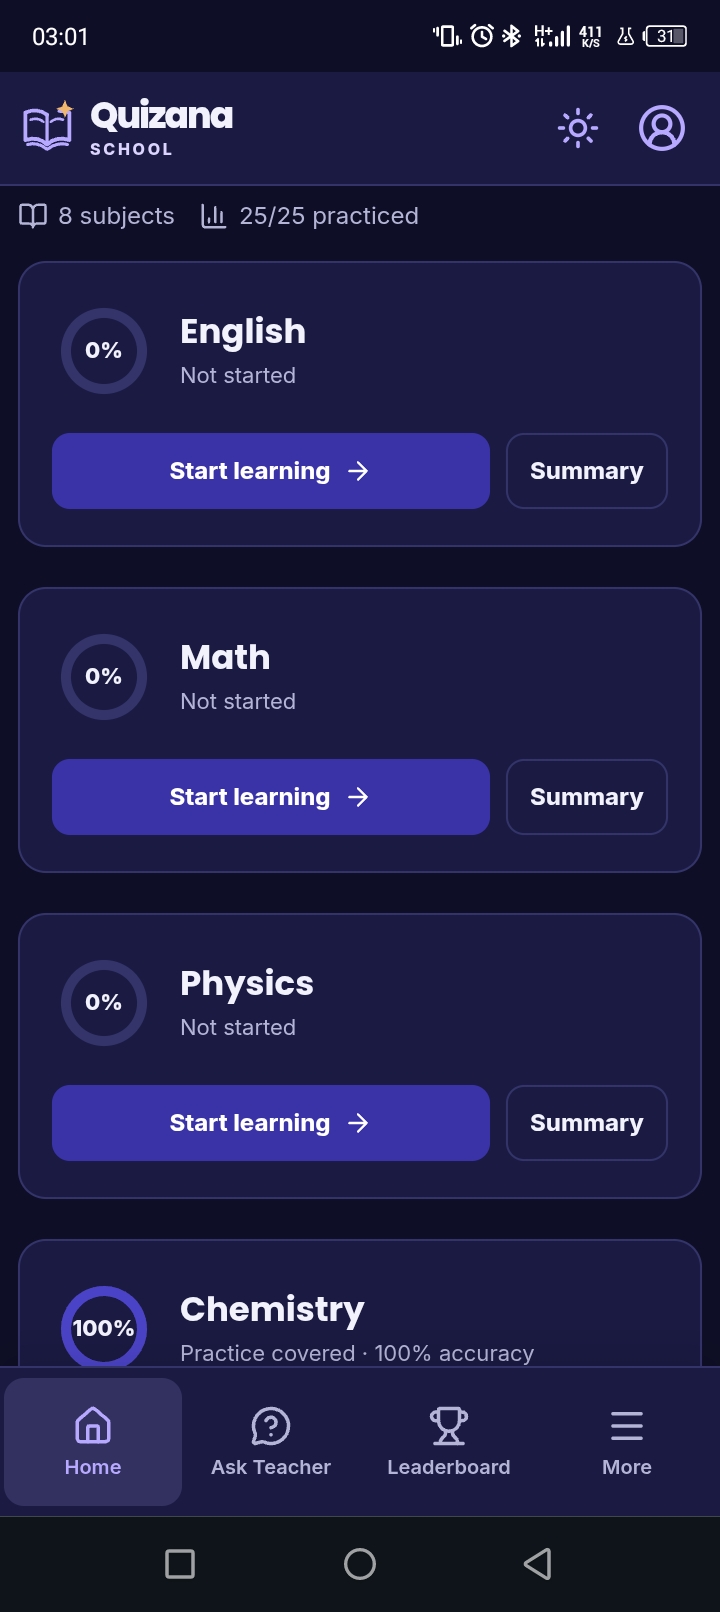 03:01
H+
411
K/S
31
Quizana
SCHOOL
8 subjects 25/25 practiced
0%
English
Not started
Start learning → Summary
0%
Math
Not started
Start learning → Summary
0%
Physics
Not started
Start learning → Summary
100%
Chemistry
Practice covered · 100% accuracy
Home Ask Teacher Leaderboard More